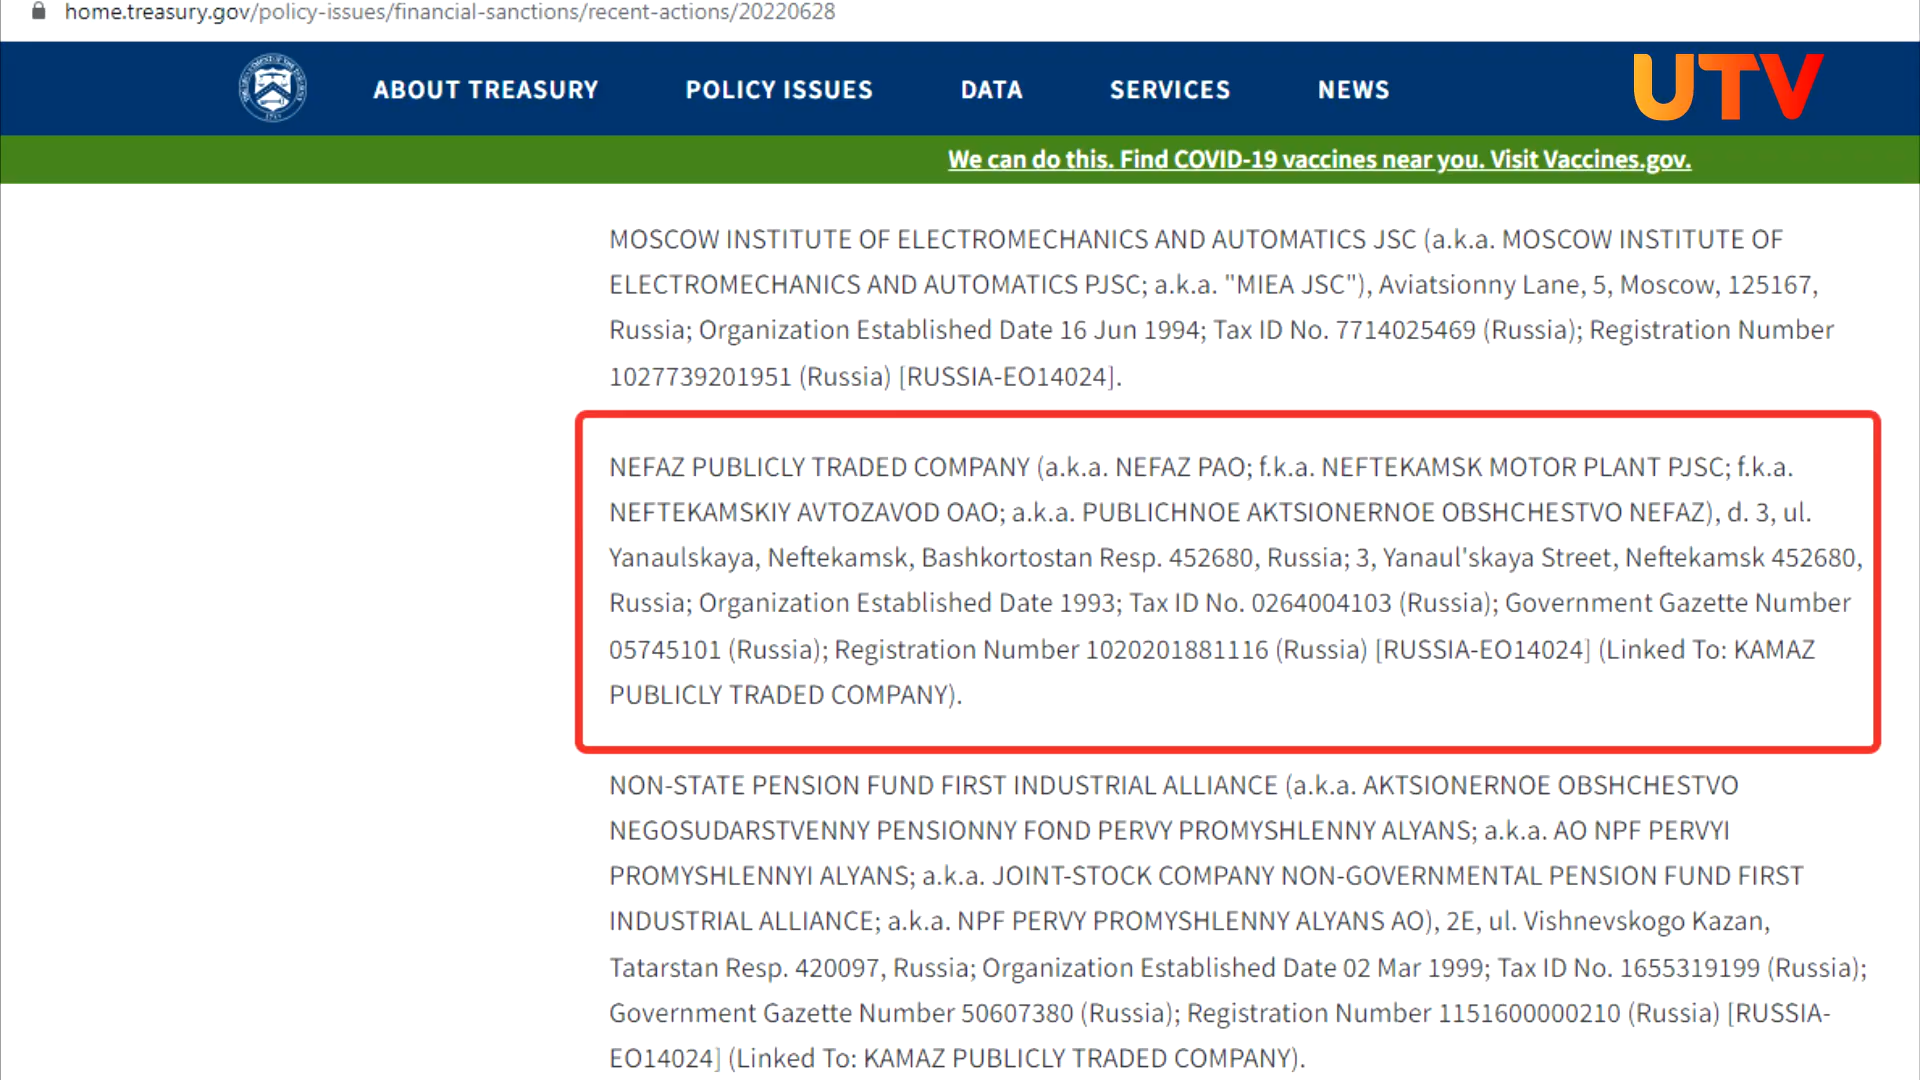 home.treasury.gov/policy-issues/financial-sanctions/recent-actions/20220628
ABOUT TREASURY POLICY ISSUES DATA SERVICES NEWS
UTV
We can do this. Find COVID-19 vaccines near you. Visit Vaccines.gov.
MOSCOW INSTITUTE OF ELECTROMECHANICS AND AUTOMATICS JSC (a.k.a. MOSCOW INSTITUTE OF
ELECTROMECHANICS AND AUTOMATICS PJSC; a.k.a. "MIEA JSC"), Aviatsionny Lane, 5, Moscow, 125167,
Russia; Organization Established Date 16 Jun 1994; Tax ID No. 7714025469 (Russia); Registration Number
1027739201951 (Russia) [RUSSIA-EO14024].
NEFAZ PUBLICLY TRADED COMPANY (a.k.a. NEFAZ PAO; f.k.a. NEFTEKAMSK MOTOR PLANT PJSC; f.k.a.
NEFTEKAMSKIY AVTOZAVOD OAO; a.k.a. PUBLICHNOE AKTSIONERNOE OBSHCHESTVO NEFAZ), d. 3, ul.
Yanaulskaya, Neftekamsk, Bashkortostan Resp. 452680, Russia; 3, Yanaul'skaya Street, Neftekamsk 452680,
Russia; Organization Established Date 1993; Tax ID No. 0264004103 (Russia); Government Gazette Number
05745101 (Russia); Registration Number 1020201881116 (Russia) [RUSSIA-EO14024] (Linked To: KAMAZ
PUBLICLY TRADED COMPANY).
NON-STATE PENSION FUND FIRST INDUSTRIAL ALLIANCE (a.k.a. AKTSIONERNOE OBSHCHESTVO
NEGOSUDARSTVENNY PENSIONNY FOND PERVY PROMYSHLENNY ALYANS; a.k.a. AO NPF PERVYI
PROMYSHLENNYI ALYANS; a.k.a. JOINT-STOCK COMPANY NON-GOVERNMENTAL PENSION FUND FIRST
INDUSTRIAL ALLIANCE; a.k.a. NPF PERVY PROMYSHLENNY ALYANS AO), 2E, ul. Vishnevskogo Kazan,
Tatarstan Resp. 420097, Russia; Organization Established Date 02 Mar 1999; Tax ID No. 1655319199 (Russia);
Government Gazette Number 50607380 (Russia); Registration Number 1151600000210 (Russia) [RUSSIA-
EO14024] (Linked To: KAMAZ PUBLICLY TRADED COMPANY).